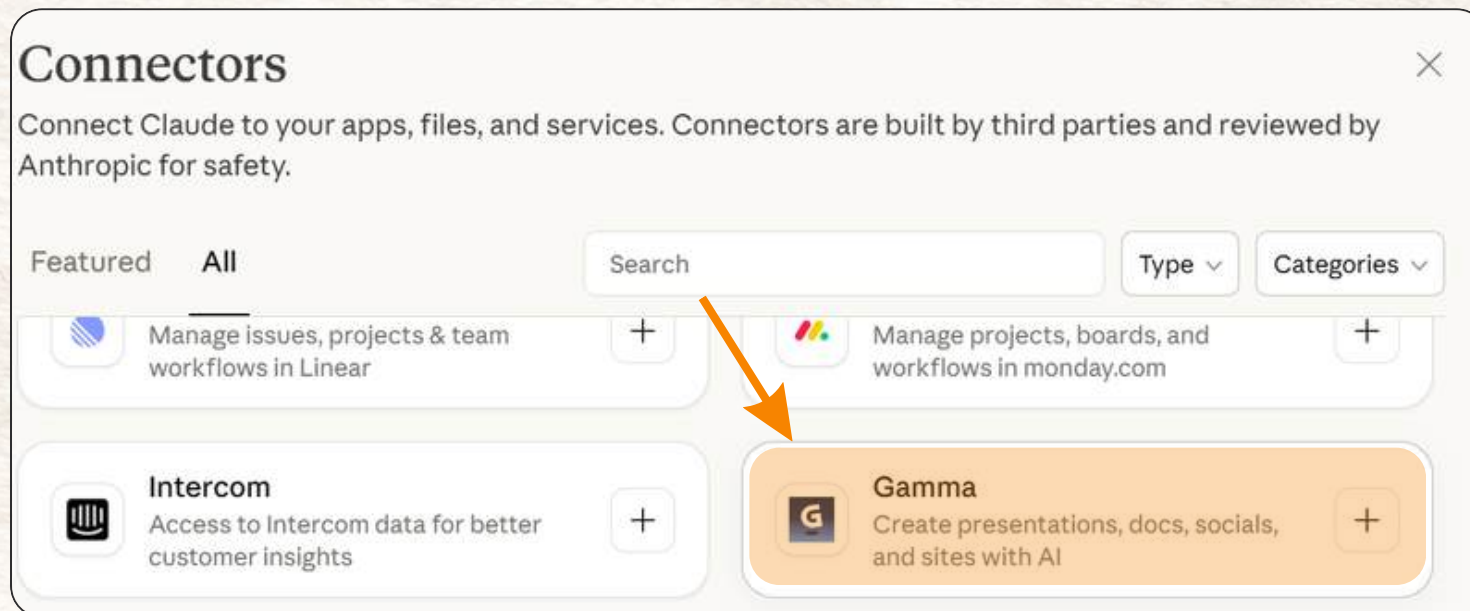 Connectors
Connect Claude to your apps, files, and services. Connectors are built by third parties and reviewed by
Anthropic for safety.
Featured All Search Type Categories
Manage issues, projects & team
workflows in Linear
Manage projects, boards, and
workflows in monday.com
Intercom
Access to Intercom data for better
customer insights
Gamma
Create presentations, docs, socials,
and sites with AI